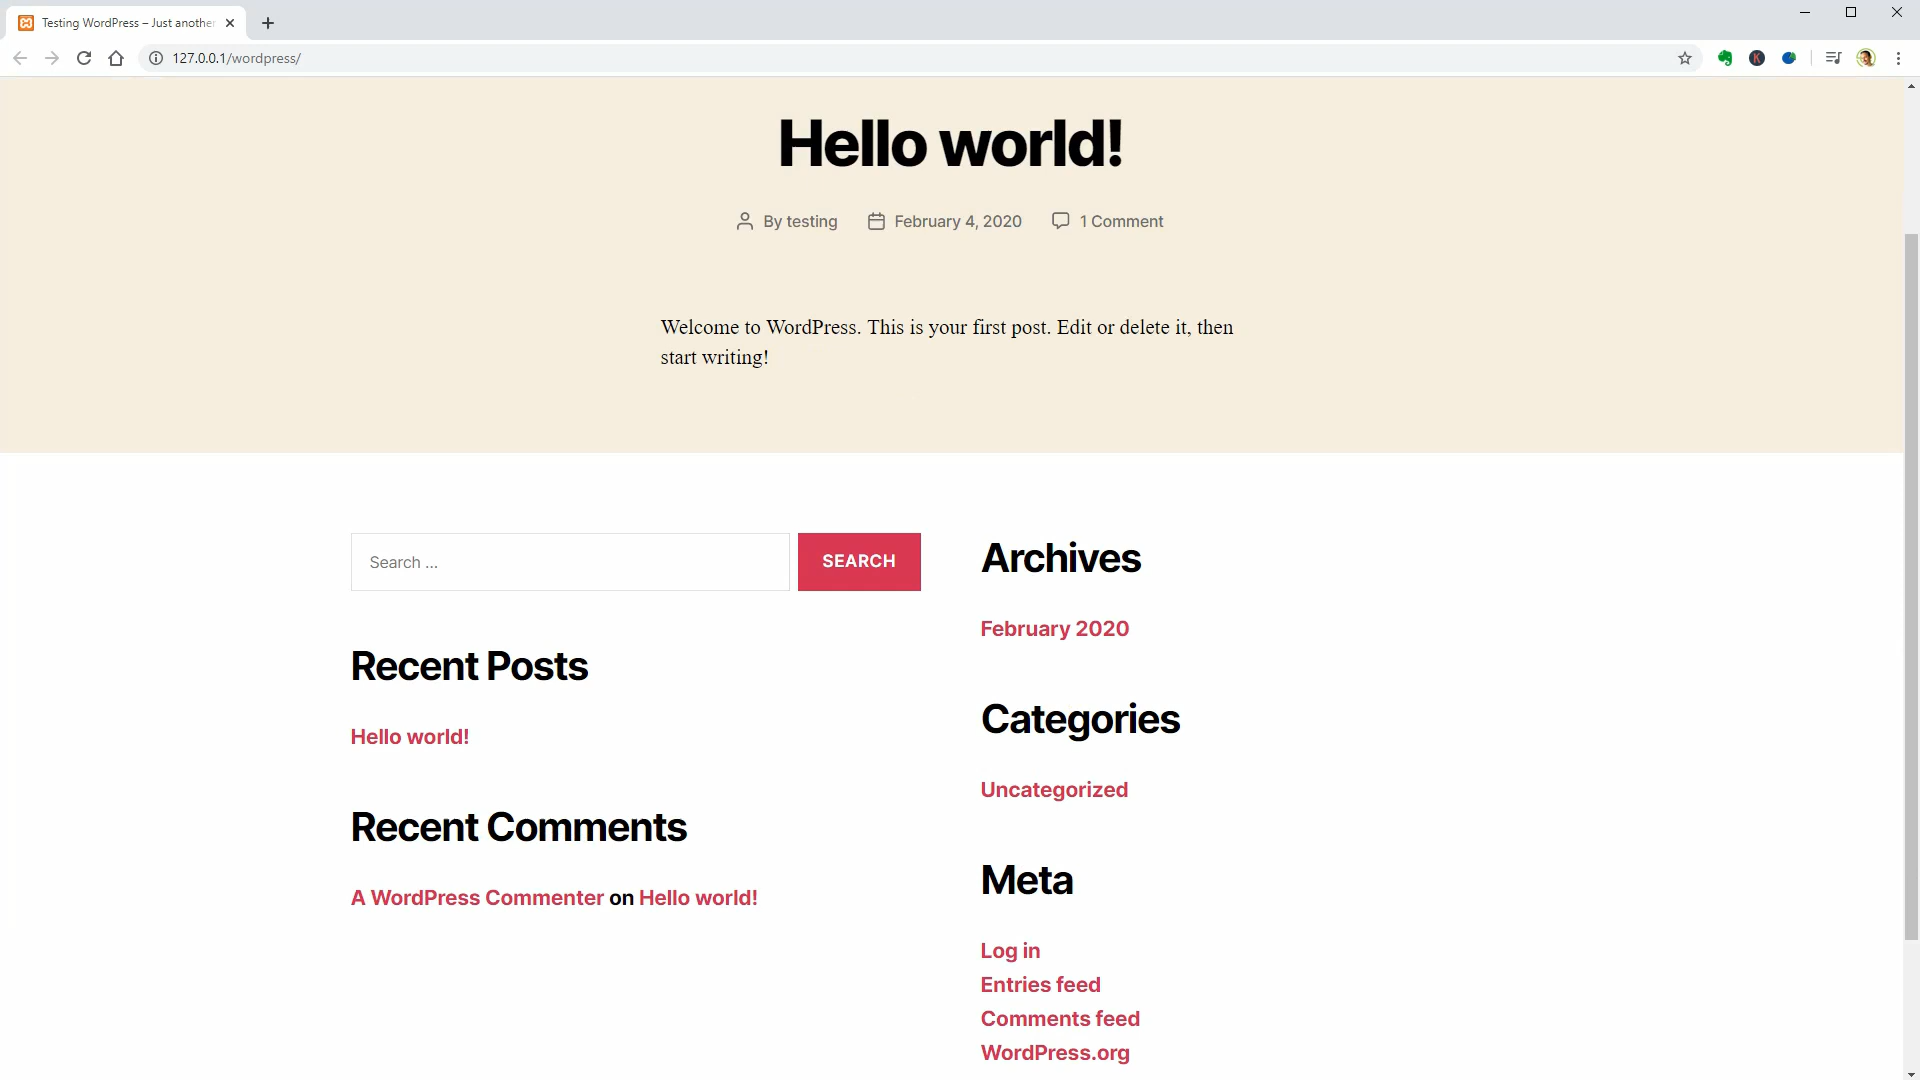 Testing WordPress – Just another
127.0.0.1/wordpress/
Hello world!
By testing February 4, 2020 1 Comment
Welcome to WordPress. This is your first post. Edit or delete it, then
start writing!
Search ... SEARCH
Recent Posts
Hello world!
Recent Comments
A WordPress Commenter on Hello world!
Archives
February 2020
Categories
Uncategorized
Meta
Log in
Entries feed
Comments feed
WordPress.org